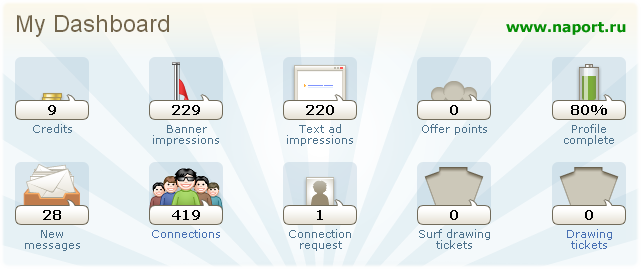 My Dashboard
www.naport.ru
9
229
220
0
80%
Credits
Banner
impressions
Text ad
impressions
Offer points
Profile
complete
28
419
1
0
0
New
messages
Connections
Connection
request
Surf drawing
tickets
Drawing
tickets